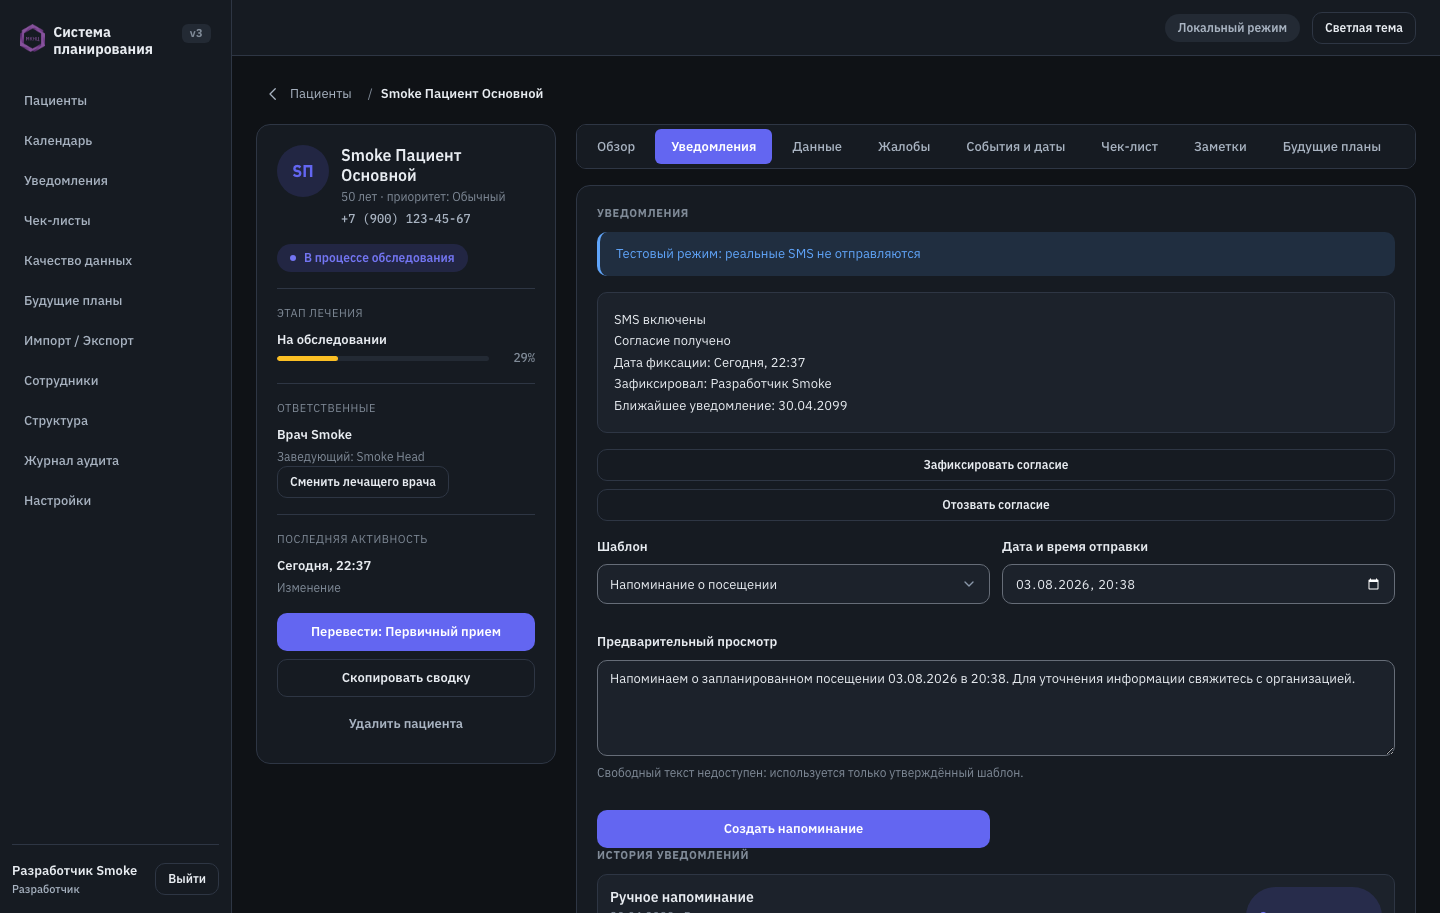 Система
планирования
v3
Пациенты
Календарь
Уведомления
Чек-листы
Качество данных
Будущие планы
Импорт / Экспорт
Сотрудники
Структура
Журнал аудита
Настройки
Разработчик Smoke
Разработчик
Выйти
Локальный режим
Светлая тема
Пациенты / Smoke Пациент Основной
СП
Smoke Пациент
Основной
50 лет · приоритет: Обычный
+7 (900) 123-45-67
В процессе обследования
ЭТАП ЛЕЧЕНИЯ
На обследовании
29%
ОТВЕТСТВЕННЫЕ
Врач Smoke
Заведующий: Smoke Head
Сменить лечащего врача
ПОСЛЕДНЯЯ АКТИВНОСТЬ
Сегодня, 22:37
Изменение
Перевести: Первичный прием
Скопировать сводку
Удалить пациента
Обзор Уведомления Данные Жалобы События и даты Чек-лист Заметки Будущие планы
УВЕДОМЛЕНИЯ
Тестовый режим: реальные SMS не отправляются
SMS включены
Согласие получено
Дата фиксации: Сегодня, 22:37
Зафиксировал: Разработчик Smoke
Ближайшее уведомление: 30.04.2099
Зафиксировать согласие
Отозвать согласие
Шаблон
Напоминание о посещении
Дата и время отправки
03.08.2026, 20:38
Предварительный просмотр
Напоминаем о запланированном посещении 03.08.2026 в 20:38. Для уточнения информации свяжитесь с организацией.
Свободный текст недоступен: используется только утверждённый шаблон.
Создать напоминание
ИСТОРИЯ УВЕДОМЛЕНИЙ
Ручное напоминание